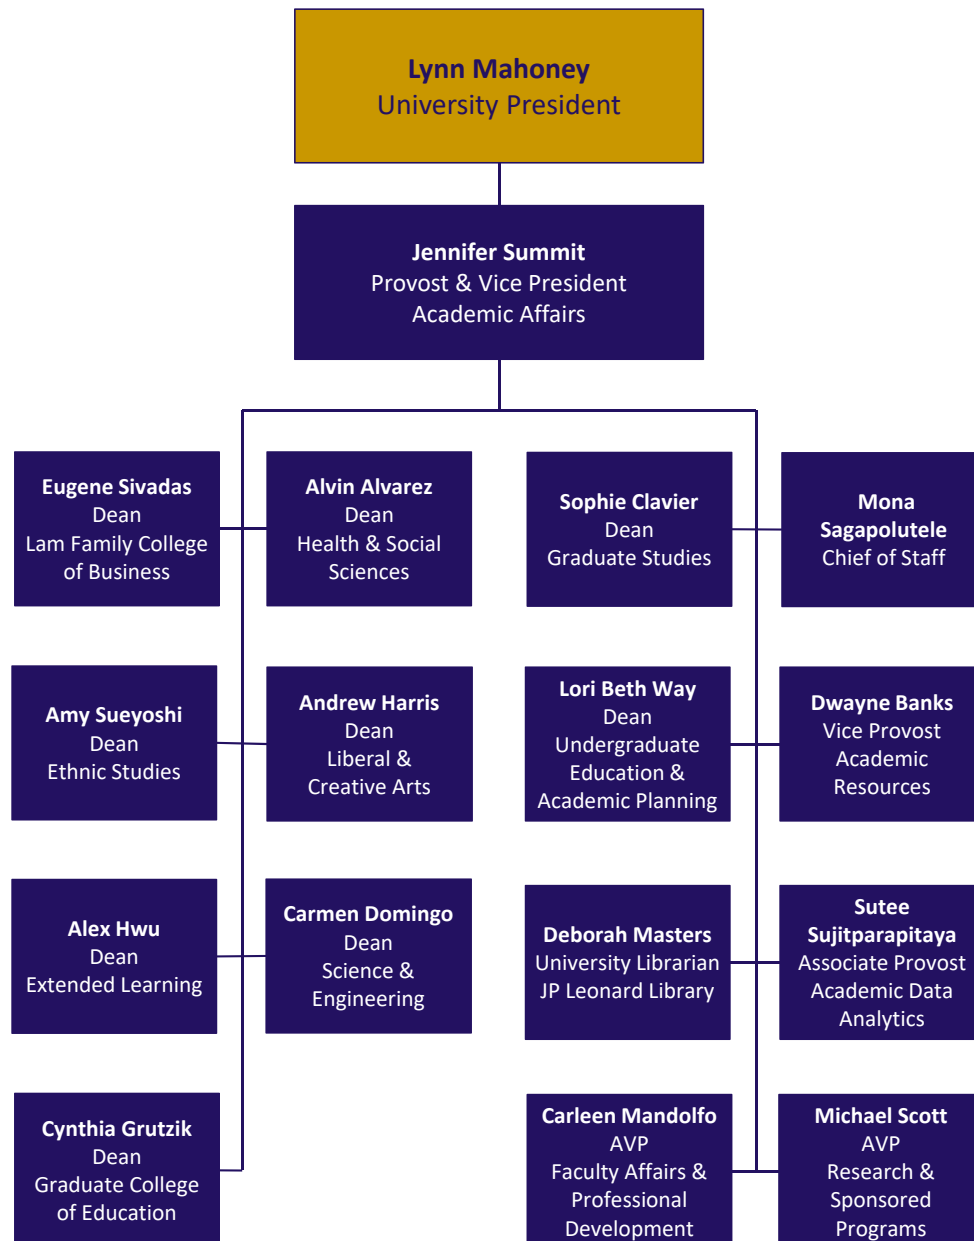 Lynn Mahoney
University President
Jennifer Summit
Provost & Vice President
Academic Affairs
Eugene Sivadas
Dean
Lam Family College
of Business
Alvin Alvarez
Dean
Health & Social
Sciences
Sophie Clavier
Dean
Graduate Studies
Mona
Sagapolutele
Chief of Staff
Amy Sueyoshi
Dean
Ethnic Studies
Andrew Harris
Dean
Liberal &
Creative Arts
Lori Beth Way
Dean
Undergraduate
Education &
Academic Planning
Dwayne Banks
Vice Provost
Academic
Resources
Alex Hwu
Dean
Extended Learning
Carmen Domingo
Dean
Science &
Engineering
Deborah Masters
University Librarian
JP Leonard Library
Sutee
Sujitparapitaya
Associate Provost
Academic Data
Analytics
Cynthia Grutzik
Dean
Graduate College
of Education
Carleen Mandolfo
AVP
Faculty Affairs &
Professional
Development
Michael Scott
AVP
Research &
Sponsored
Programs